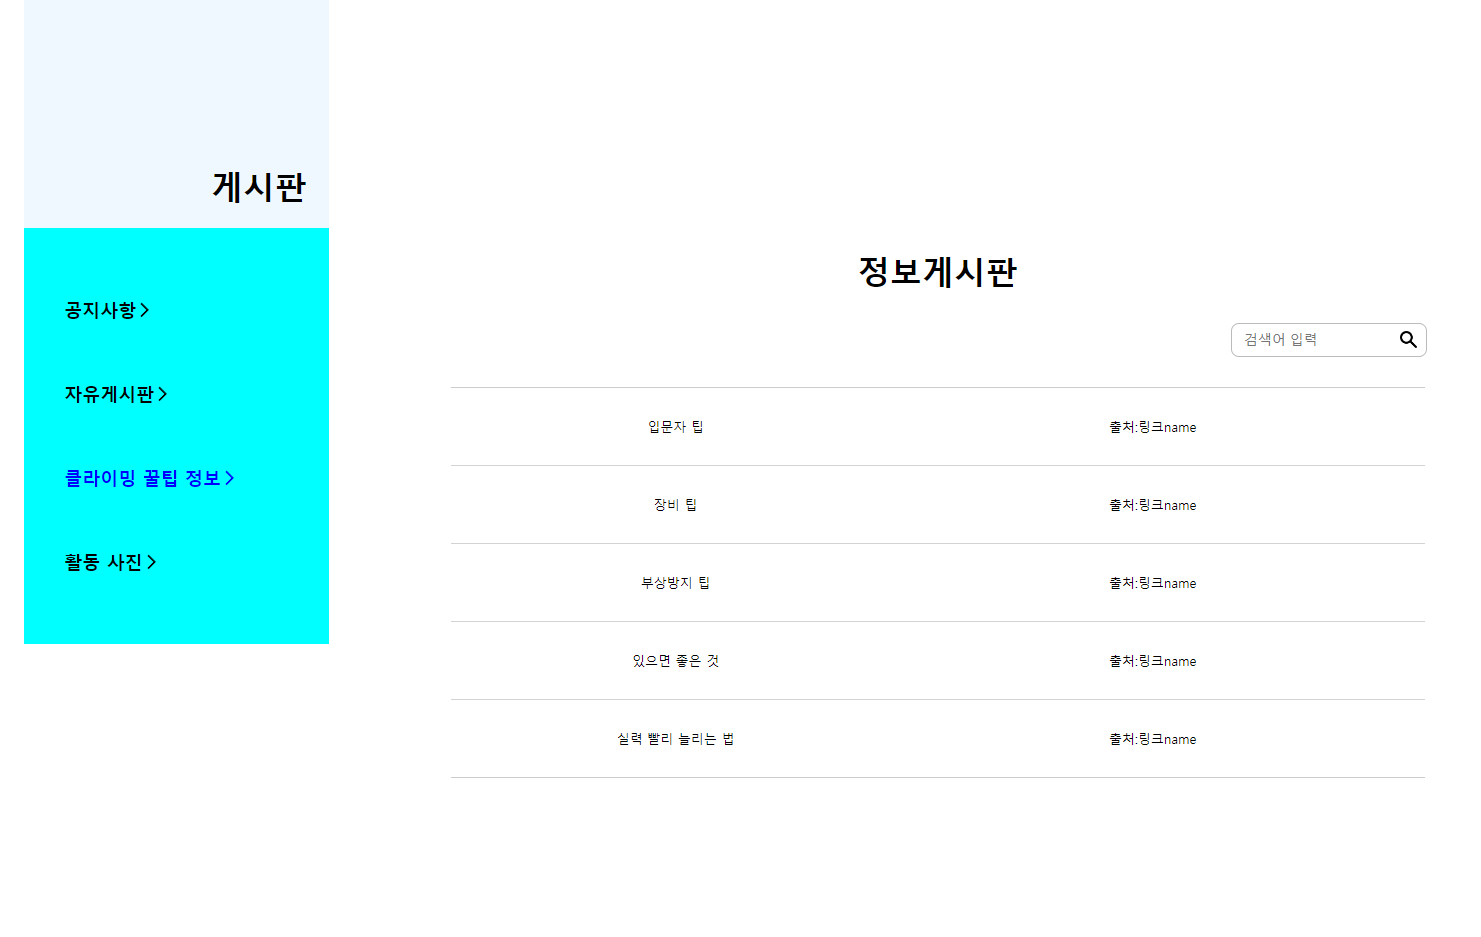 게시판
공지사항
자유게시판
클라이밍 꿀팁 정보
활동 사진
정보게시판
검색어 입력
입문자 팁 출처:링크name
장비 팁 출처:링크name
부상방지 팁 출처:링크name
있으면 좋은 것 출처:링크name
실력 빨리 늘리는 법 출처:링크name